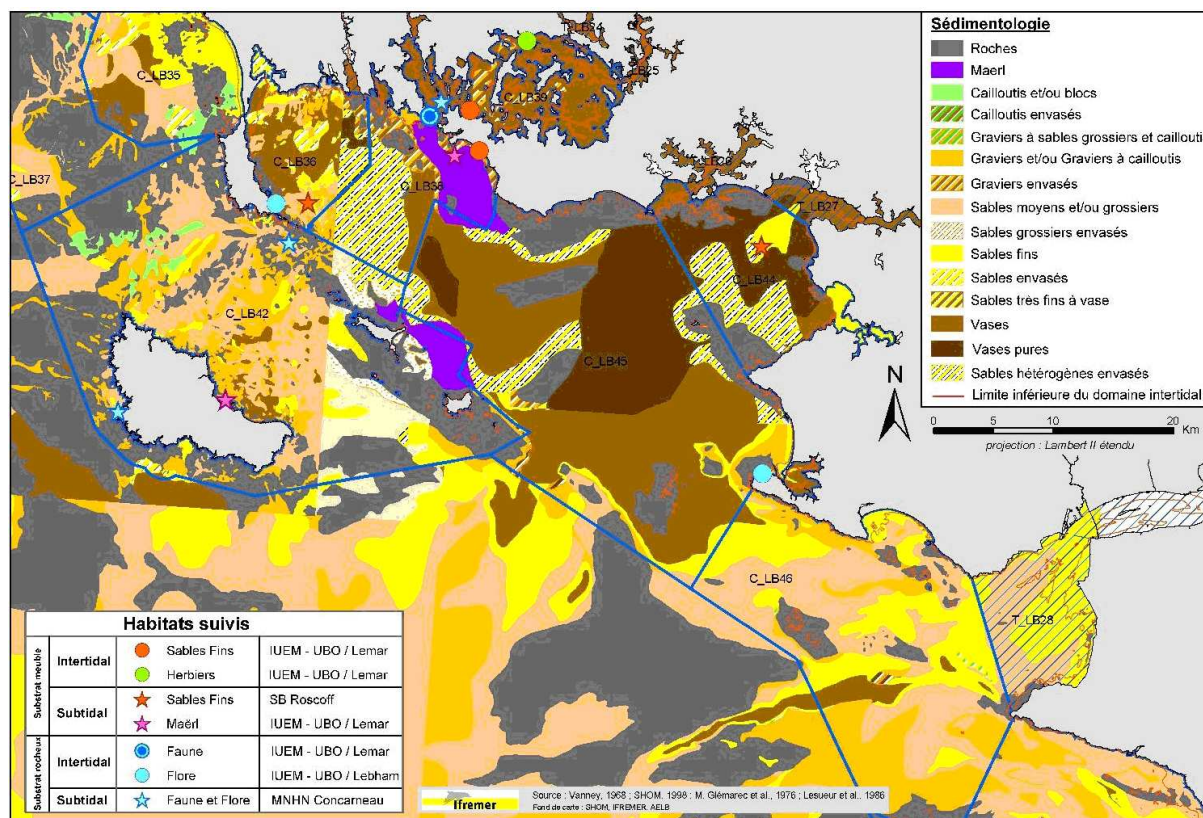 Sédimentologie
Roches
Maerl
Cailloutis et/ou blocs
Cailloutis envasés
Graviers à sables grossiers et caillouti
Graviers et/ou Graviers à cailloutis
Graviers envasés
Sables moyens et/ou grossiers
Sables grossiers envasés
Sables fins
Sables envasés
Sables très fins à vase
Vases
Vases pures
Sables hétérogènes envasés
Limite inférieure du domaine intertidal
0 5 10 20
Km
projection : Lambert II étendu
N
C_LB35
C_LB37
C_LB36
C_LB39
LB25
T_LB27
C_LB44
C_LB42
C_LB45
C_LB46
T_LB28
Habitats suivis
Substrat meuble
Intertidal
Sables Fins IUEM - UBO / Lemar
Herbiers IUEM - UBO / Lemar
Subtidal
Sables Fins SB Roscoff
Maërl IUEM - UBO / Lemar
Substrat rocheux
Intertidal
Faune IUEM - UBO / Lemar
Flore IUEM - UBO / Lebham
Subtidal
Faune et Flore MNHN Concarneau
Ifremer
Source : Vanney, 1968 ; SHOM, 1998 ; M. Glémarec et al., 1976 ; Lesueur et al., 1986
Fond de carte : SHOM, IFREMER, AELB